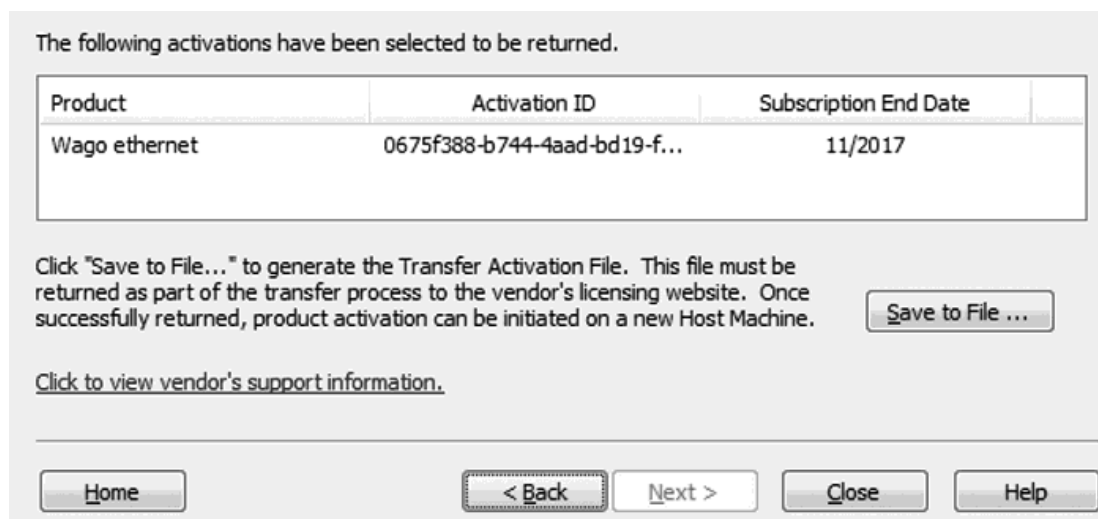 The following activations have been selected to be returned.
Product Activation ID Subscription End Date
Wago ethernet 0675f388-b744-4aad-bd19-f... 11/2017
Click "Save to File..." to generate the Transfer Activation File. This file must be
returned as part of the transfer process to the vendor's licensing website. Once
successfully returned, product activation can be initiated on a new Host Machine.
Save to File ...
Click to view vendor's support information.
Home < Back Next > Close Help